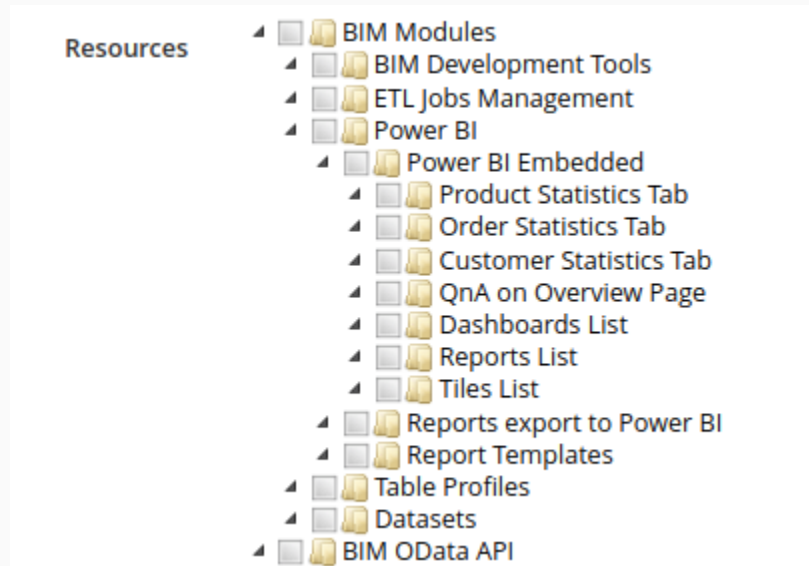 Resources
BIM Modules
BIM Development Tools
ETL Jobs Management
Power BI
Power BI Embedded
Product Statistics Tab
Order Statistics Tab
Customer Statistics Tab
QnA on Overview Page
Dashboards List
Reports List
Tiles List
Reports export to Power BI
Report Templates
Table Profiles
Datasets
BIM OData API